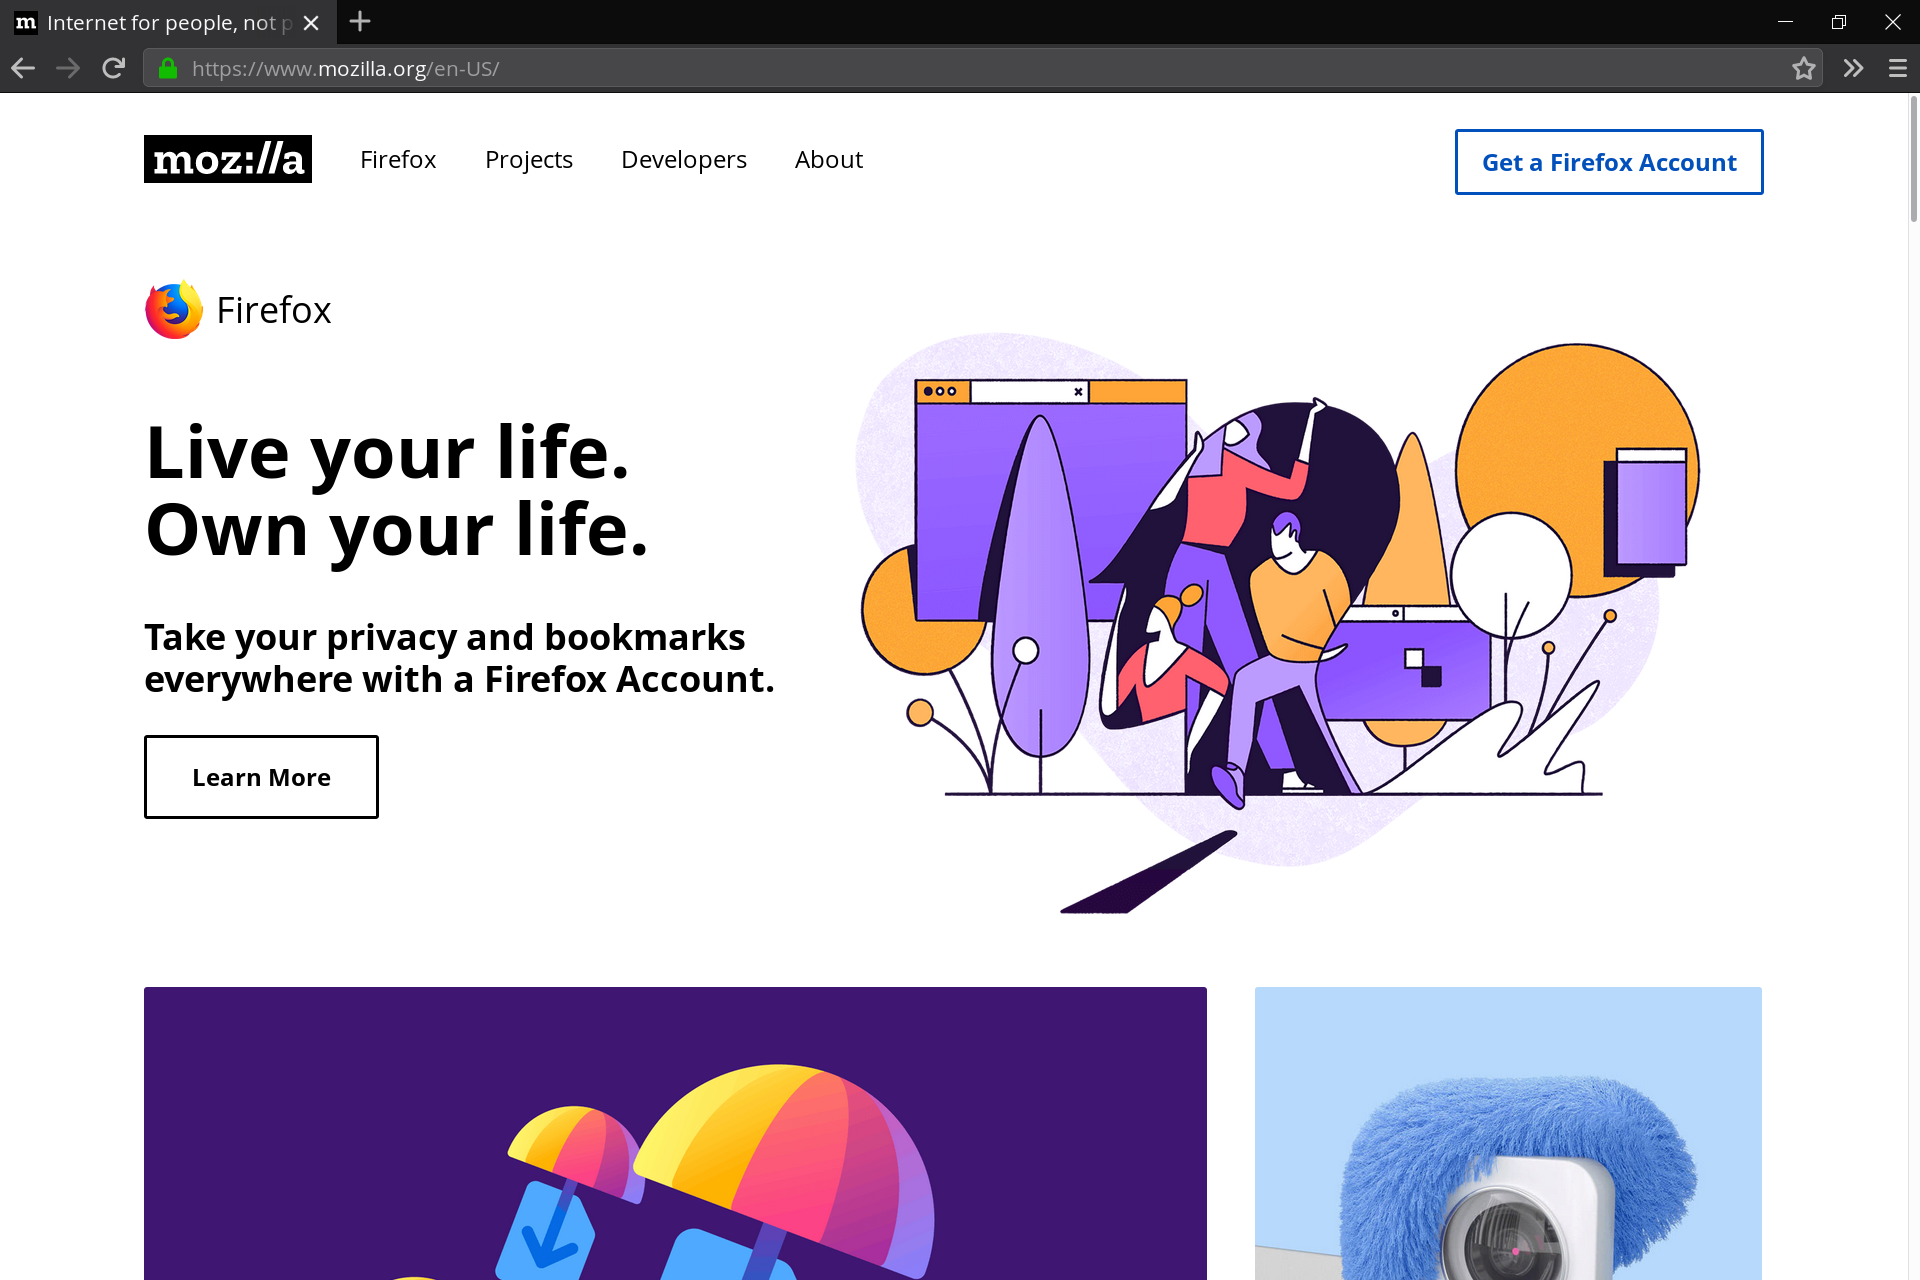 m Internet for people, not p
https://www.mozilla.org/en-US/
moz://a Firefox Projects Developers About Get a Firefox Account
Firefox
Live your life.
Own your life.
Take your privacy and bookmarks
everywhere with a Firefox Account.
Learn More